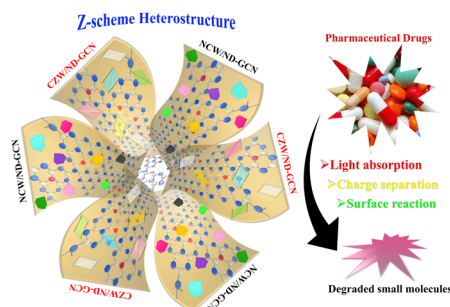 Z-scheme Heterostructure
CZW/ND-GCN
NCW/ND-GCN
NCW/ND-GCN
CZW/ND-GCN
CZW/ND-GCN
NCW/ND-GCN
Pharmaceutical Drugs
➢Light absorption
➢Charge separation
➢Surface reaction
Degraded small molecules